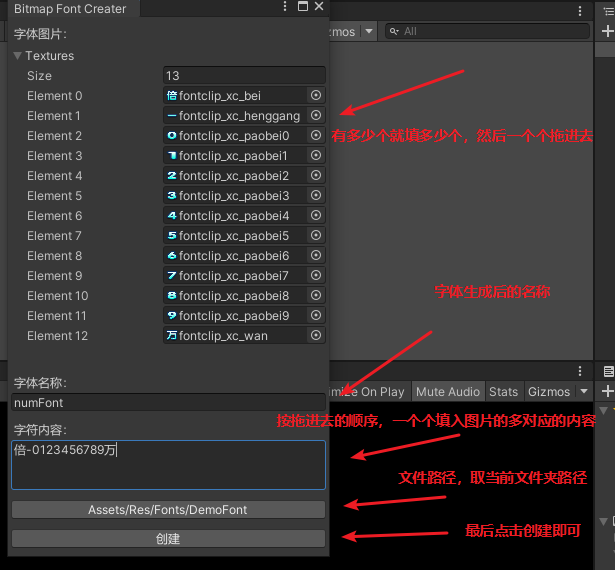 Bitmap Font Creater
字体图片:
Textures
Size 13
Element 0 倍 fontclip_xc_bei
Element 1 fontclip_xc_henggang
Element 2 0 fontclip_xc_paobei0
Element 3 1 fontclip_xc_paobei1
Element 4 2 fontclip_xc_paobei2
Element 5 3 fontclip_xc_paobei3
Element 6 4 fontclip_xc_paobei4
Element 7 5 fontclip_xc_paobei5
Element 8 6 fontclip_xc_paobei6
Element 9 7 fontclip_xc_paobei7
Element 10 8 fontclip_xc_paobei8
Element 11 9 fontclip_xc_paobei9
Element 12 万 fontclip_xc_wan
字体名称:
numFont
字符内容:
倍-0123456789万
Assets/Res/Fonts/DemoFont
创建
zmos All
有多少个就填多少个，然后一个个拖进去
字体生成后的名称
imize On Play Mute Audio Stats Gizmos
按拖进去的顺序，一个个填入图片的多对应的内容
文件路径，取当前文件夹路径
最后点击创建即可